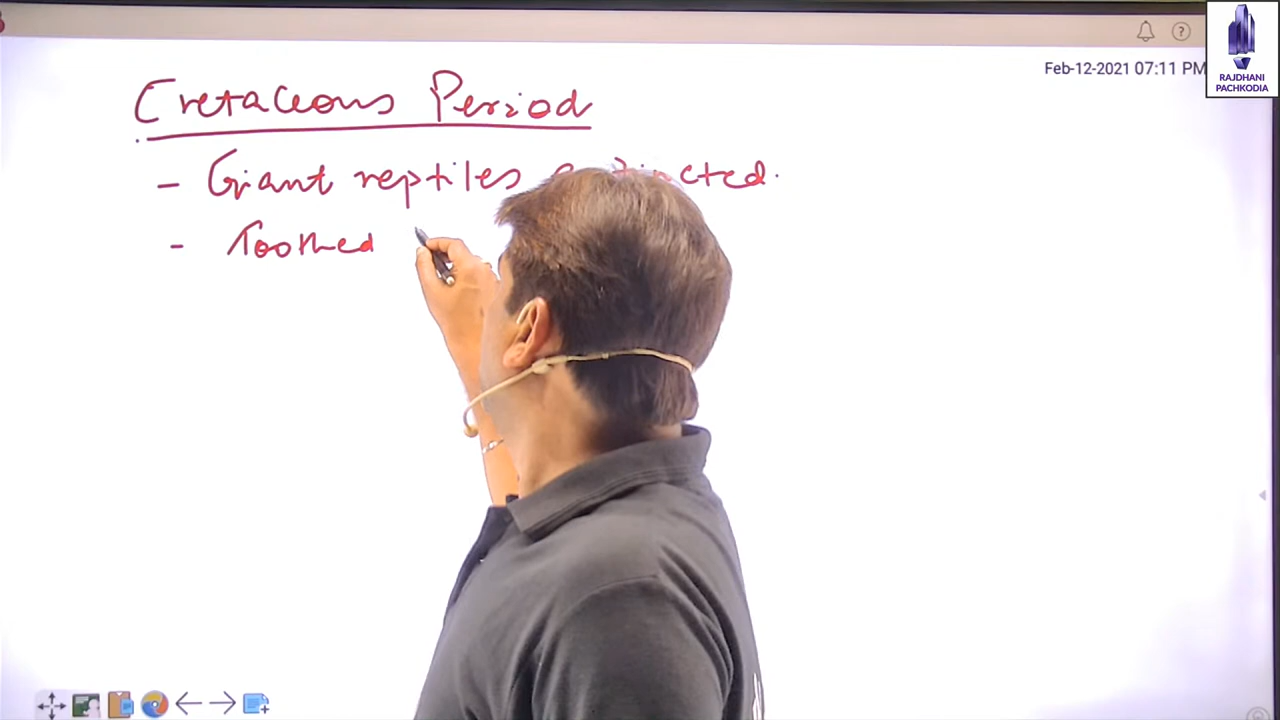 Feb-12-2021 07:11 PM
RAJDHANI
PACHKODIA
Cretaceous Period
- Giant reptiles
- Toothed